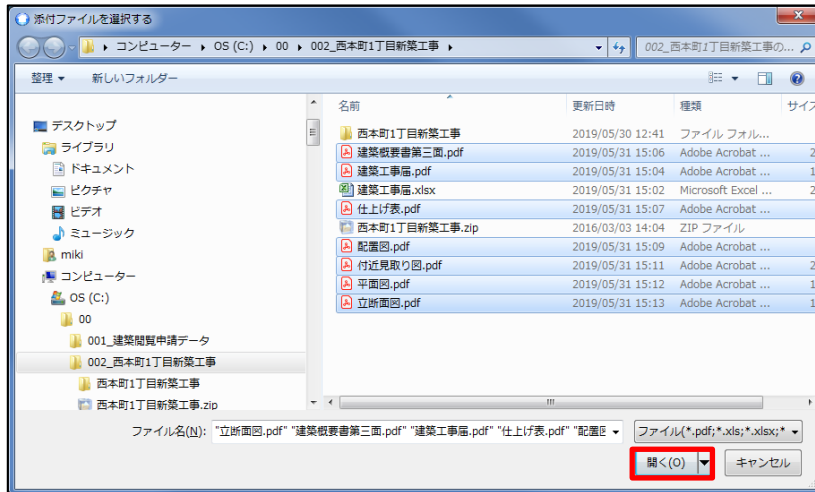 添付ファイルを選択する
コンピューター ▸ OS (C:) ▸ 00 ▸ 002_西本町1丁目新築工事 ▸ 002_西本町1丁目新築工事の...
整理 新しいフォルダー
名前 更新日時 種類 サイズ
デスクトップ
ライブラリ
ドキュメント
ピクチャ
ビデオ
ミュージック
miki
コンピューター
OS (C:)
00
001_建築閲覧申請データ
002_西本町1丁目新築工事
西本町1丁目新築工事
西本町1丁目新築工事.zip
西本町1丁目新築工事 2019/05/30 12:41 ファイル フォル...
建築概要書第三面.pdf 2019/05/31 15:06 Adobe Acrobat ... 2
建築工事届.pdf 2019/05/31 15:04 Adobe Acrobat ... 1
建築工事届.xlsx 2019/05/31 15:02 Microsoft Excel ... 2
仕上げ表.pdf 2019/05/31 15:07 Adobe Acrobat ...
西本町1丁目新築工事.zip 2016/03/03 14:04 ZIP ファイル
配置図.pdf 2019/05/31 15:09 Adobe Acrobat ...
付近見取り図.pdf 2019/05/31 15:11 Adobe Acrobat ... 2
平面図.pdf 2019/05/31 15:12 Adobe Acrobat ... 1
立断面図.pdf 2019/05/31 15:13 Adobe Acrobat ... 1
ファイル名(N): "立断面図.pdf" "建築概要書第三面.pdf" "建築工事届.pdf" "仕上げ表.pdf" "配置図 ファイル(*.pdf;*.xls;*.xlsx;*
開く(O) キャンセル